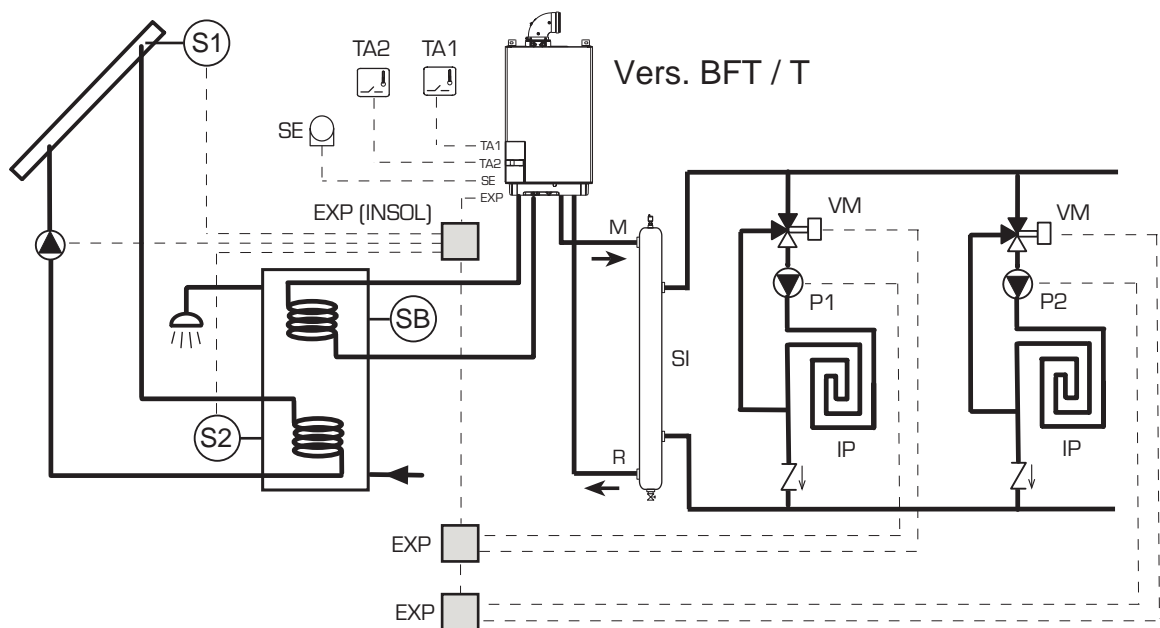 S1
TA2
TA1
Vers. BFT / T
SE
TA1
TA2
SE
EXP
EXP (INSOL)
M
VM
VM
P1
P2
SB
SI
S2
R
IP
IP
EXP
EXP